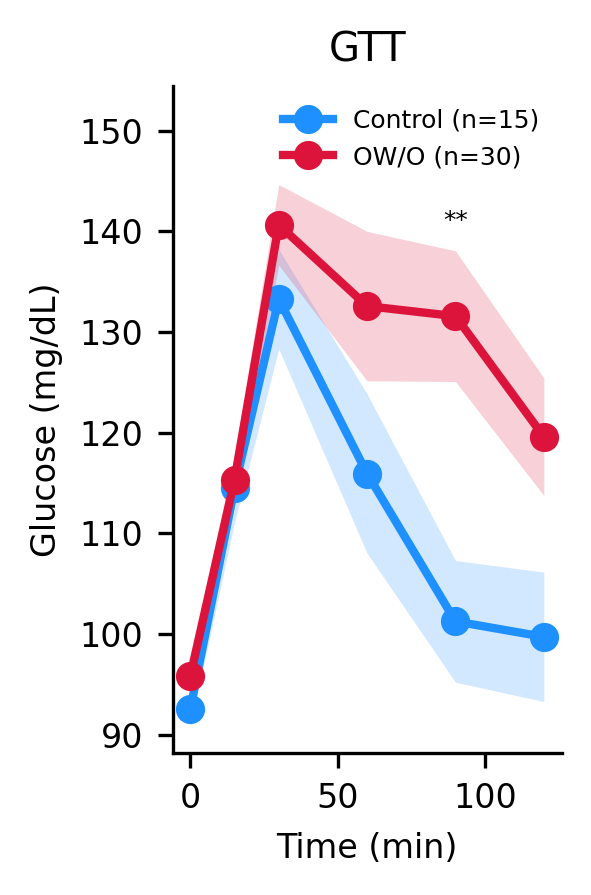 GTT
Control (n=15)
OW/O (n=30)
**
150
140
130
120
110
100
90
Glucose (mg/dL)
0
50
100
Time (min)